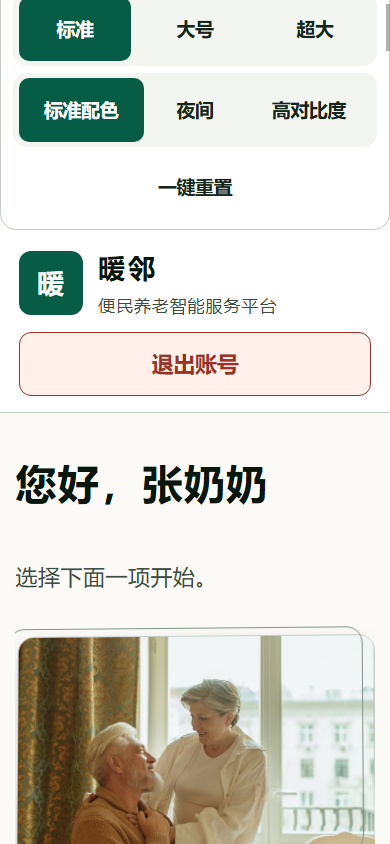 标准 大号 超大
标准配色 夜间 高对比度
一键重置
暖 暖邻
便民养老智能服务平台
退出账号
您好，张奶奶
选择下面一项开始。